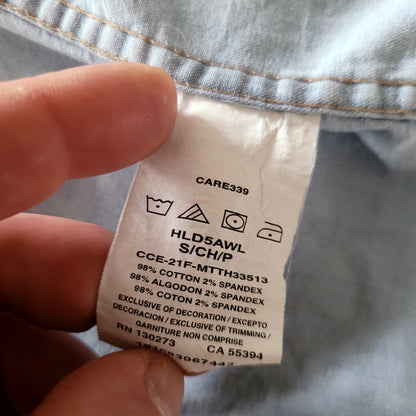 CARE339
HLD5AWL
S/CH/P
CCE-21F-MTTH33513
98% COTTON 2% SPANDEX
98% ALGODON 2% SPANDEX
98% COTON 2% SPANDEX
EXCLUSIVE OF DECORATION / EXCEPTO
DECORACION / EXCLUSIVE OF TRIMMING /
GARNITURE NON COMPRISE
RN 130273 CA 55394